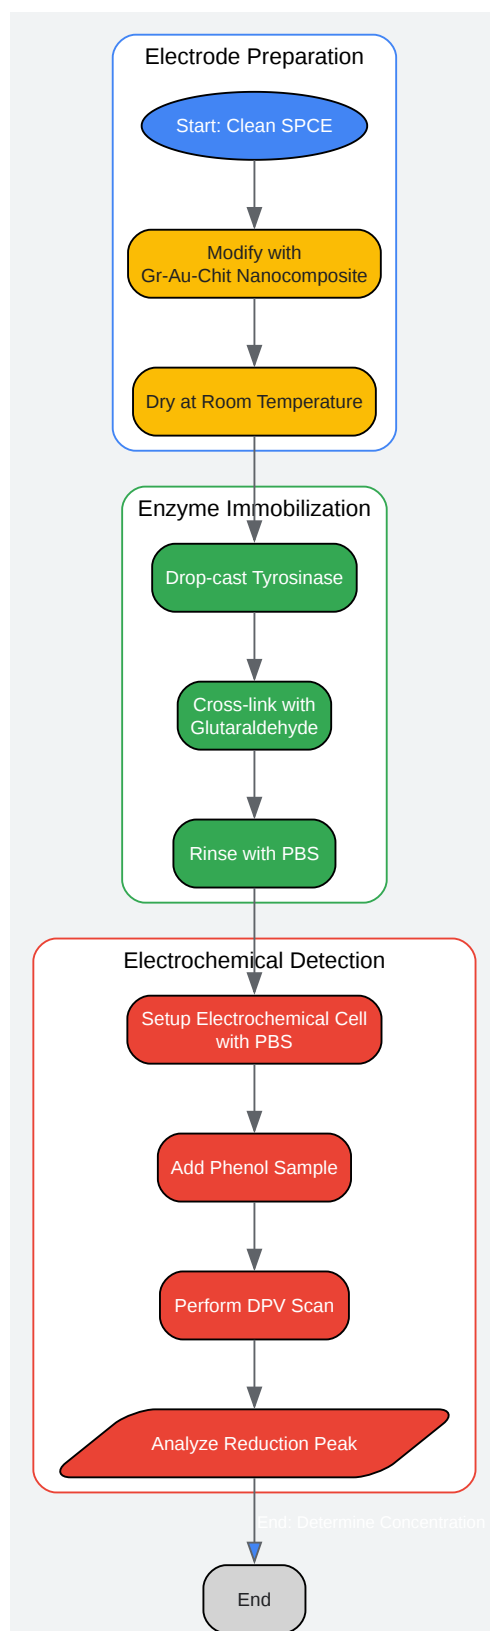 Electrode Preparation
Start: Clean SPCE
Modify with
Gr-Au-Chit Nanocomposite
Dry at Room Temperature
Enzyme Immobilization
Drop-cast Tyrosinase
Cross-link with
Glutaraldehyde
Rinse with PBS
Electrochemical Detection
Setup Electrochemical Cell
with PBS
Add Phenol Sample
Perform DPV Scan
Analyze Reduction Peak
End: Determine Concentration
End